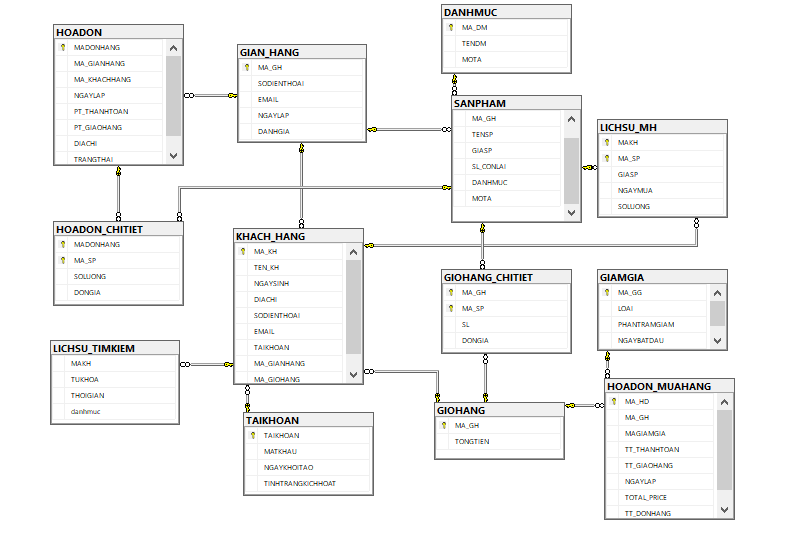 HOADON
MADONHANG
MA_GIANHANG
MA_KHACHHANG
NGAYLAP
PT_THANHTOAN
PT_GIAOHANG
DIACHI
TRANGTHAI
GIAN_HANG
MA_GH
SODIENTHOAI
EMAIL
NGAYLAP
DANHGIA
DANHMUC
MA_DM
TENDM
MOTA
SANPHAM
MA_GH
TENSP
GIASP
SL_CONLAI
DANHMUC
MOTA
LICHSU_MH
MAKH
MA_SP
GIASP
NGAYMUA
SOLUONG
HOADON_CHITIET
MADONHANG
MA_SP
SOLUONG
DONGIA
KHACH_HANG
MA_KH
TEN_KH
NGAYSINH
DIACHI
SODIENTHOAI
EMAIL
TAIKHOAN
MA_GIANHANG
MA_GIOHANG
GIOHANG_CHITIET
MA_GH
MA_SP
SL
DONGIA
GIAMGIA
MA_GG
LOAI
PHANTRAMGIAM
NGAYBATDAU
LICHSU_TIMKIEM
MAKH
TUKHOA
THOIGIAN
danhmuc
TAIKHOAN
TAIKHOAN
MATKHAU
NGAYKHOITAO
TINHTRANGKICHHOAT
GIOHANG
MA_GH
TONGTIEN
HOADON_MUAHANG
MA_HD
MA_GH
MAGIAMGIA
TT_THANHTOAN
TT_GIAOHANG
NGAYLAP
TOTAL_PRICE
TT_DONHANG